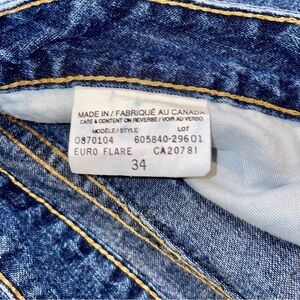 MADE IN / FABRIQUÉ AU CANADA
CARE & CONTENT ON REVERSE / VOIR AU VERSO
MODÈLE / STYLE LOT
0870104 605840-29601
EURO FLARE CA20781
34